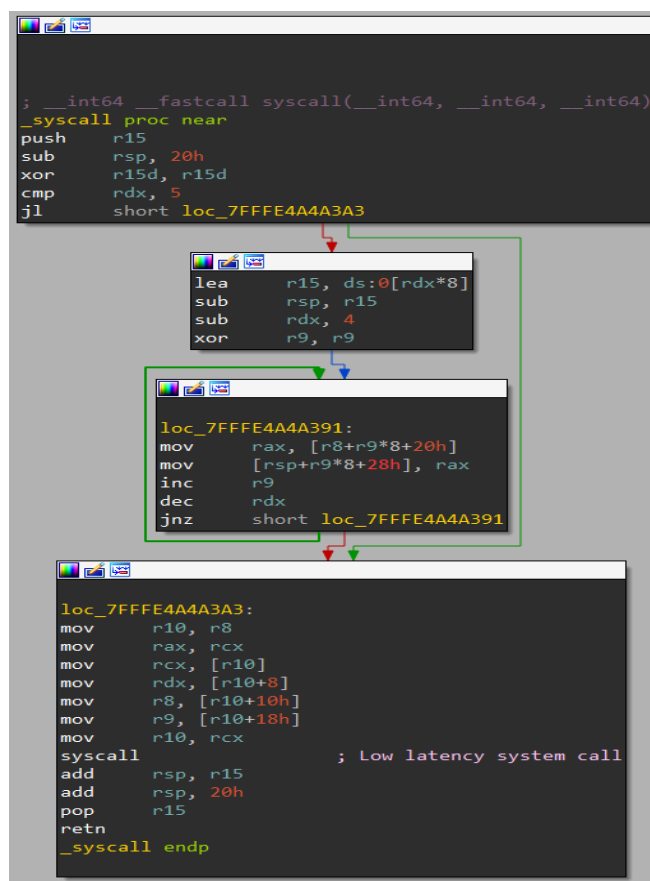 ; __int64 __fastcall syscall(__int64, __int64, __int64)
_syscall proc near
push r15
sub rsp, 20h
xor r15d, r15d
cmp rdx, 5
jl short loc_7FFFE4A4A3A3
lea r15, ds:0[rdx*8]
sub rsp, r15
sub rdx, 4
xor r9, r9
loc_7FFFE4A4A391:
mov rax, [r8+r9*8+20h]
mov [rsp+r9*8+28h], rax
inc r9
dec rdx
jnz short loc_7FFFE4A4A391
loc_7FFFE4A4A3A3:
mov r10, r8
mov rax, rcx
mov rcx, [r10]
mov rdx, [r10+8]
mov r8, [r10+10h]
mov r9, [r10+18h]
mov r10, rcx
syscall ; Low latency system call
add rsp, r15
add rsp, 20h
pop r15
retn
_syscall endp